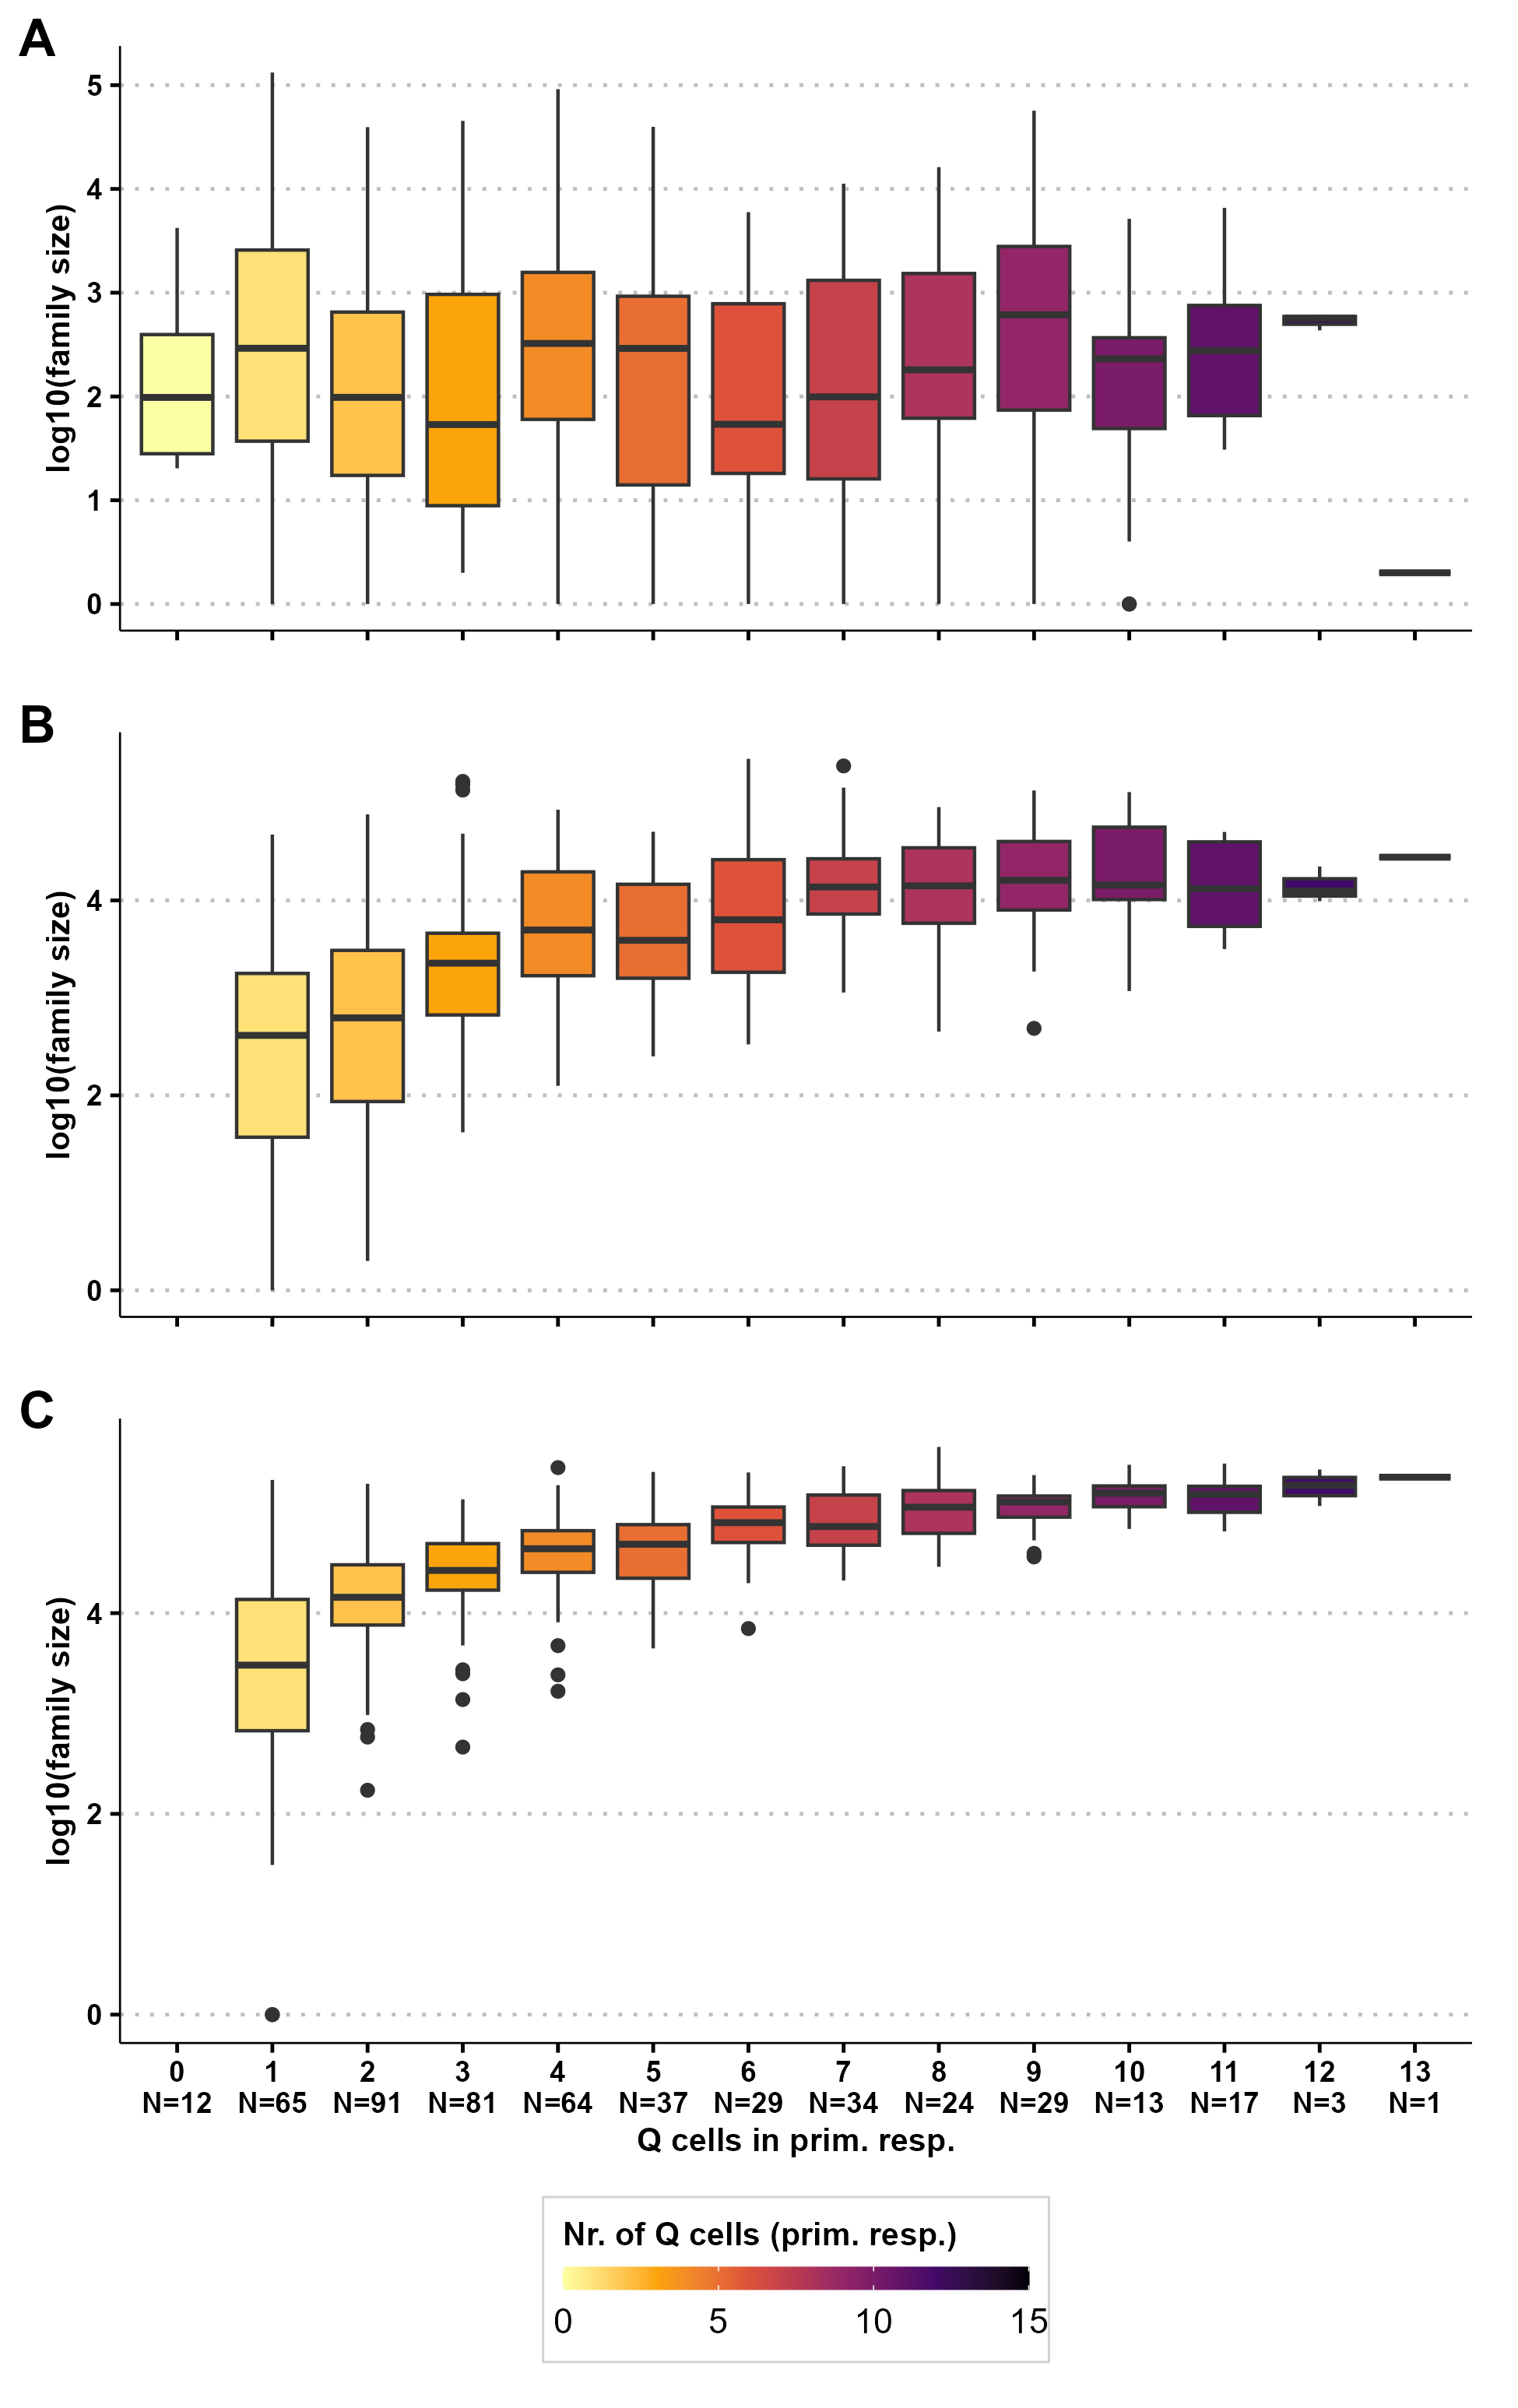 A
5
4
3
2
1
0
log10(family size)
B
4
2
0
log10(family size)
C
4
2
0
log10(family size)
0 1 2 3 4 5 6 7 8 9 10 11 12 13
N=12 N=65 N=91 N=81 N=64 N=37 N=29 N=34 N=24 N=29 N=13 N=17 N=3 N=1
Q cells in prim. resp.
Nr. of Q cells (prim. resp.)
0 5 10 15